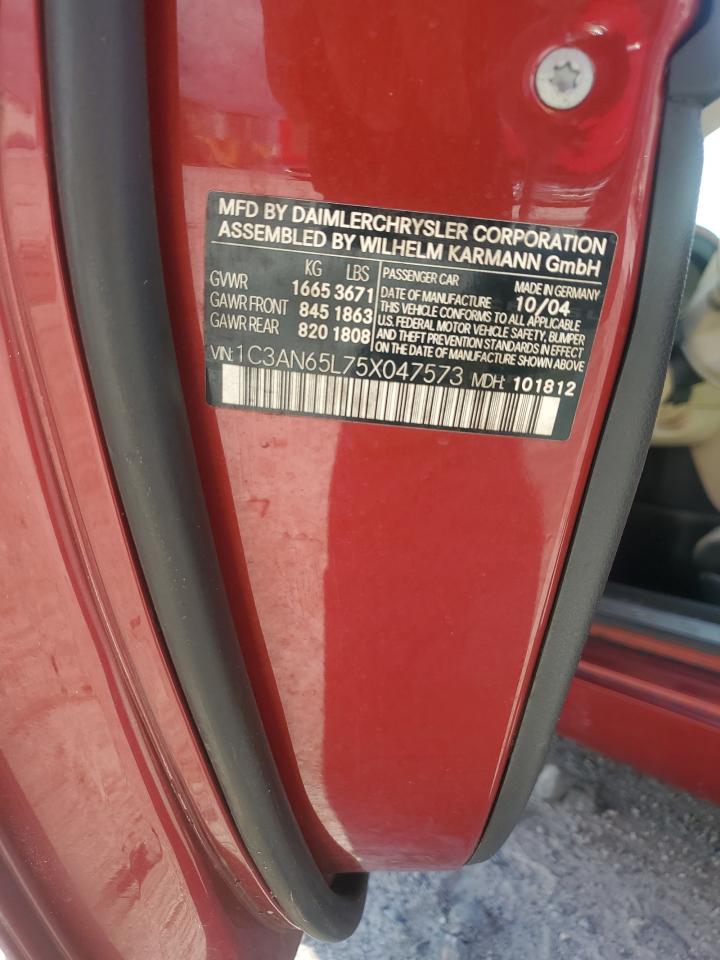 MFD BY DAIMLERCHRYSLER CORPORATION
ASSEMBLED BY WILHELM KARMANN GmbH
KG LBS
GVWR 1665 3671
GAWR FRONT 845 1863
GAWR REAR 820 1808
PASSENGER CAR MADE IN GERMANY
DATE OF MANUFACTURE 10/04
THIS VEHICLE CONFORMS TO ALL APPLICABLE
U.S. FEDERAL MOTOR VEHICLE SAFETY, BUMPER
AND THEFT PREVENTION STANDARDS IN EFFECT
ON THE DATE OF MANUFACTURE SHOWN ABOVE
VIN: 1C3AN65L75X047573 MDH: 101812